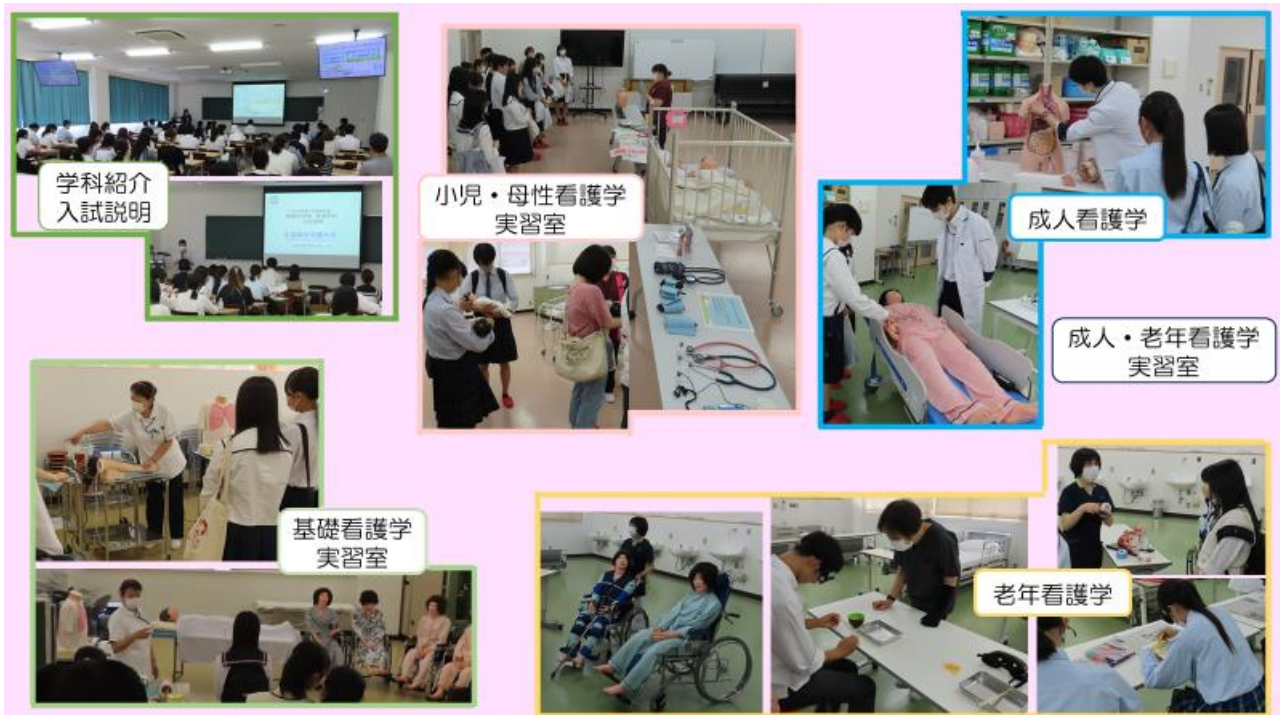 学科紹介
入試説明
小児・母性看護学
実習室
成人看護学
成人・老年看護学
実習室
基礎看護学
実習室
老年看護学